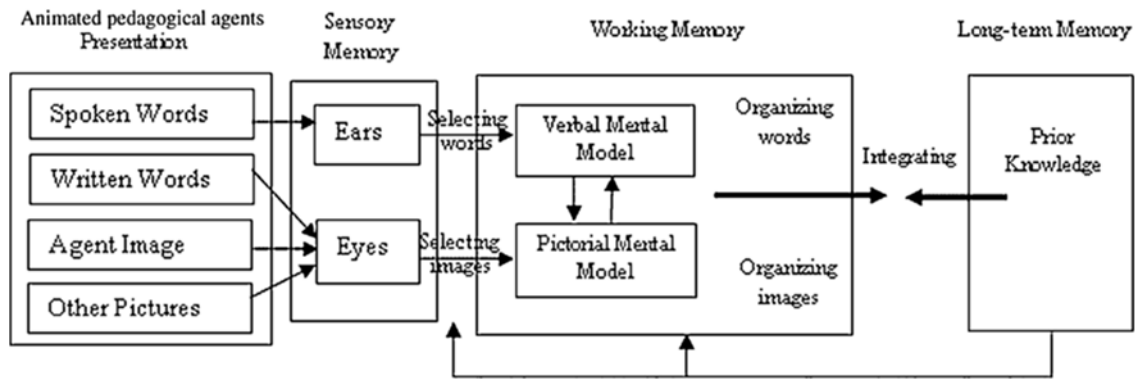 Animated pedagogical agents
Presentation
Sensory
Memory
Working Memory
Long-term Memory
Spoken Words
Written Words
Agent Image
Other Pictures
Ears
Eyes
Selecting
words
Selecting
images
Verbal Mental
Model
Pictorial Mental
Model
Organizing
words
Organizing
images
Integrating
Prior
Knowledge